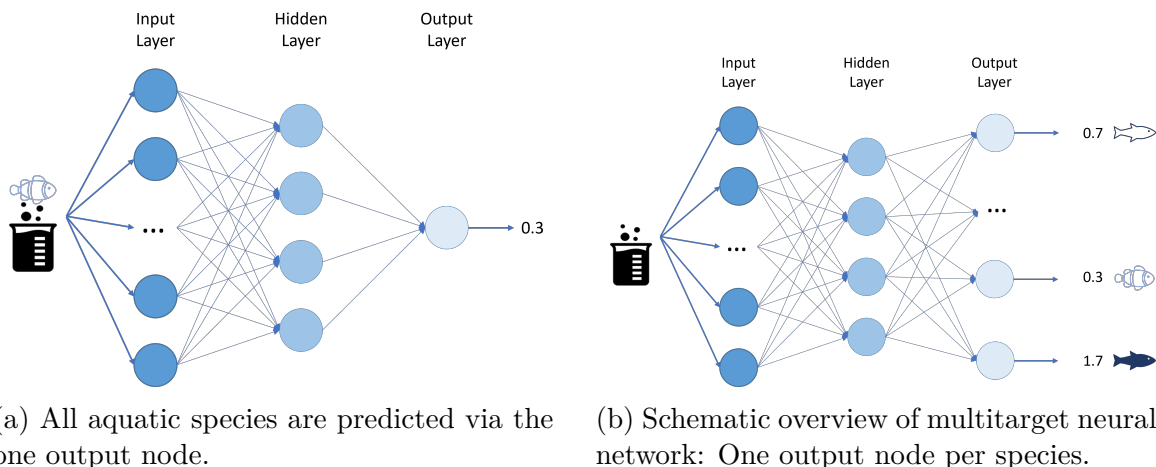 Input
Layer
Hidden
Layer
Output
Layer
...
0.3
a) All aquatic species are predicted via the
one output node.
Input
Layer
Hidden
Layer
Output
Layer
...
...
0.7
0.3
1.7
(b) Schematic overview of multitarget neural
network: One output node per species.